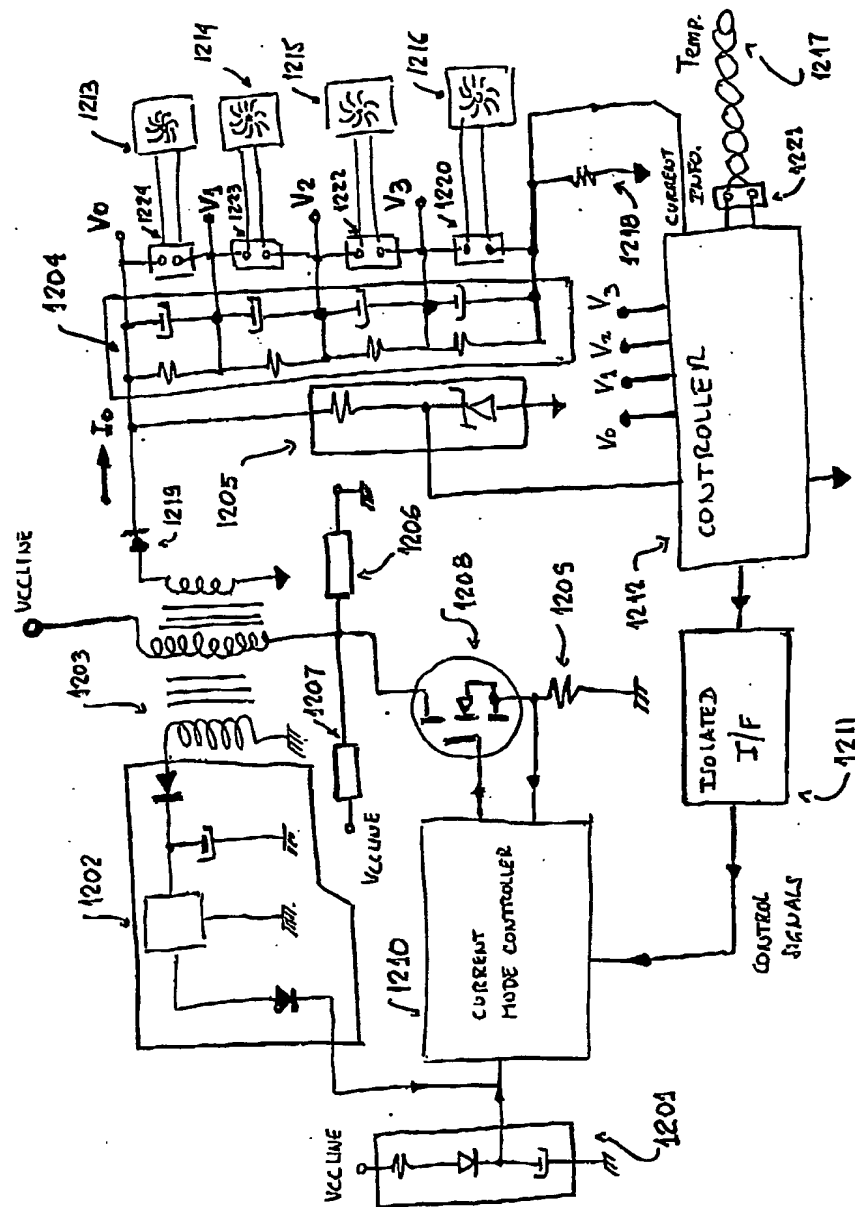 1213
1214
1215
1216
V0
1224
V1
1223
V2
1222
V3
1220
1204
I0
1219
1205
VCCLINE
1203
1206
1207
VCCLINE
1202
1208
1209
1210
CURRENT
MODE CONTROLLER
VCC LINE
1201
1218
CURRENT
INFO.
Temp.
1217
1221
V0
V1
V2
V3
CONTROLLER
1212
ISOLATED
I/F
1211
CONTROL
SIGNALS